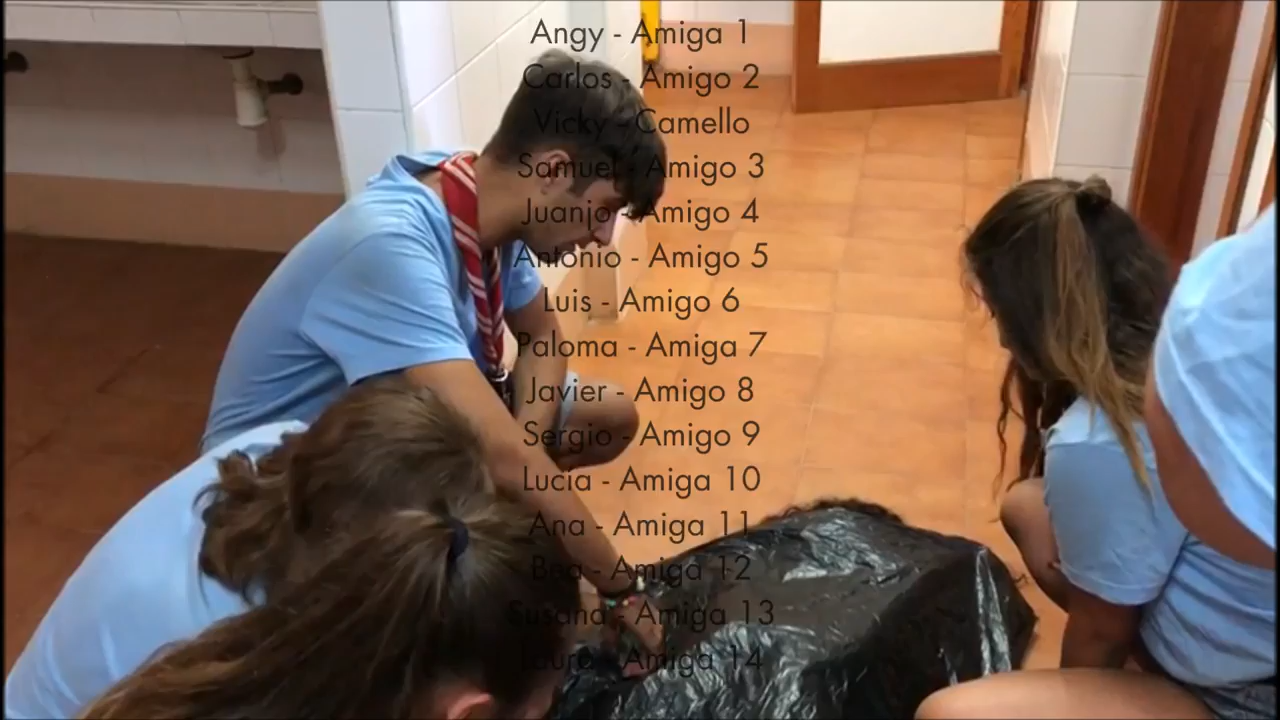 Angy - Amiga 1
Carlos - Amigo 2
Vicky - Camello
Samuel - Amigo 3
Juanjo - Amigo 4
Antonio - Amigo 5
Luis - Amigo 6
Paloma - Amiga 7
Javier - Amigo 8
Sergio - Amigo 9
Lucía - Amiga 10
Ana - Amiga 11
Bea - Amiga 12
Susana - Amiga 13
Laura - Amiga 14